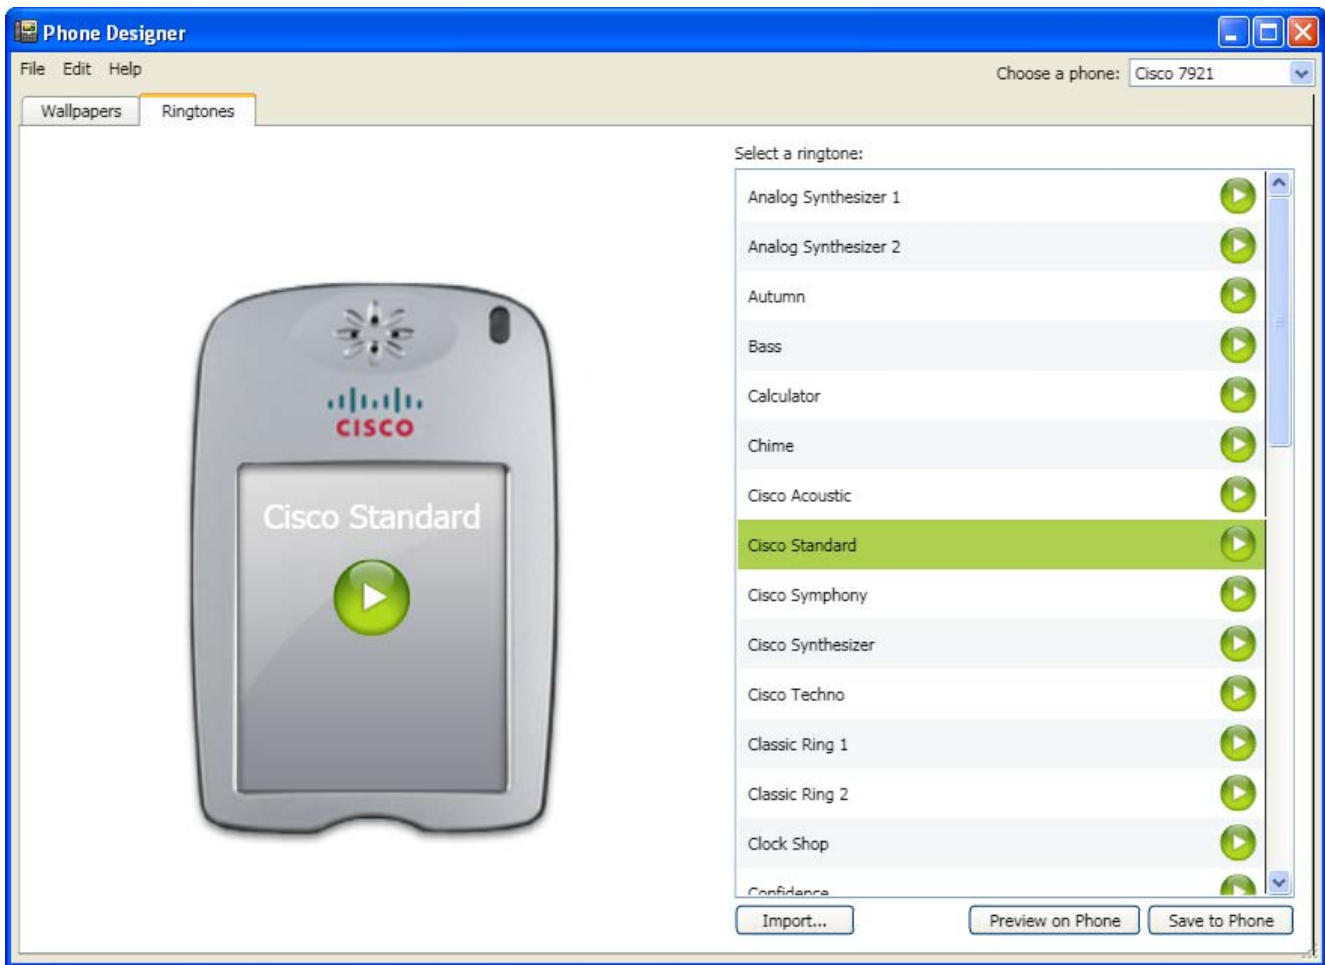 Phone Designer
File Edit Help
Choose a phone: Cisco 7921
Wallpapers Ringtones
Select a ringtone:
Analog Synthesizer 1
Analog Synthesizer 2
Autumn
Bass
Calculator
Chime
Cisco Acoustic
Cisco Standard
Cisco Symphony
Cisco Synthesizer
Cisco Techno
Classic Ring 1
Classic Ring 2
Clock Shop
Confidence
CISCO
Cisco Standard
Import...
Preview on Phone
Save to Phone